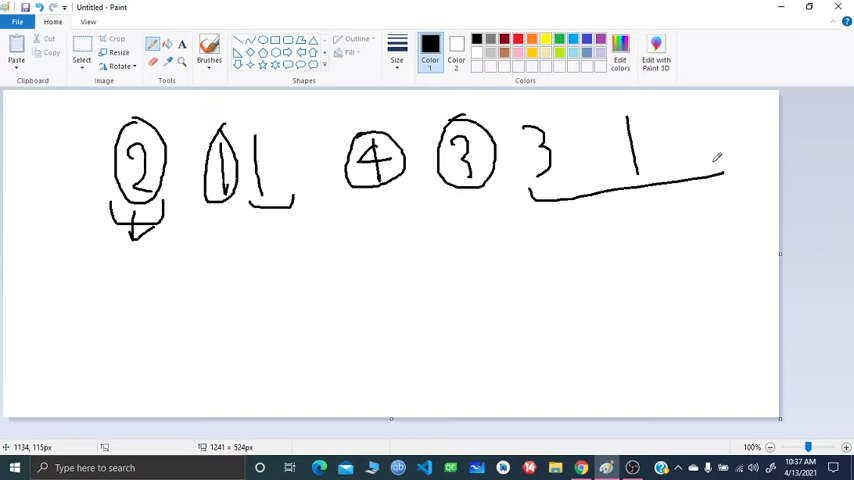 Untitled - Paint
File Home View
Paste Cut Copy Clipboard
Select Crop Resize Rotate Image
A Tools
Brushes
Outline Fill Shapes
Size
Color 1 Color 2 Edit colors Colors
Edit with Paint 3D
2 1 1 4 3 3 1
1134, 115px 1241 × 524px 100%
Type here to search 14 10:37 AM
4/13/2021